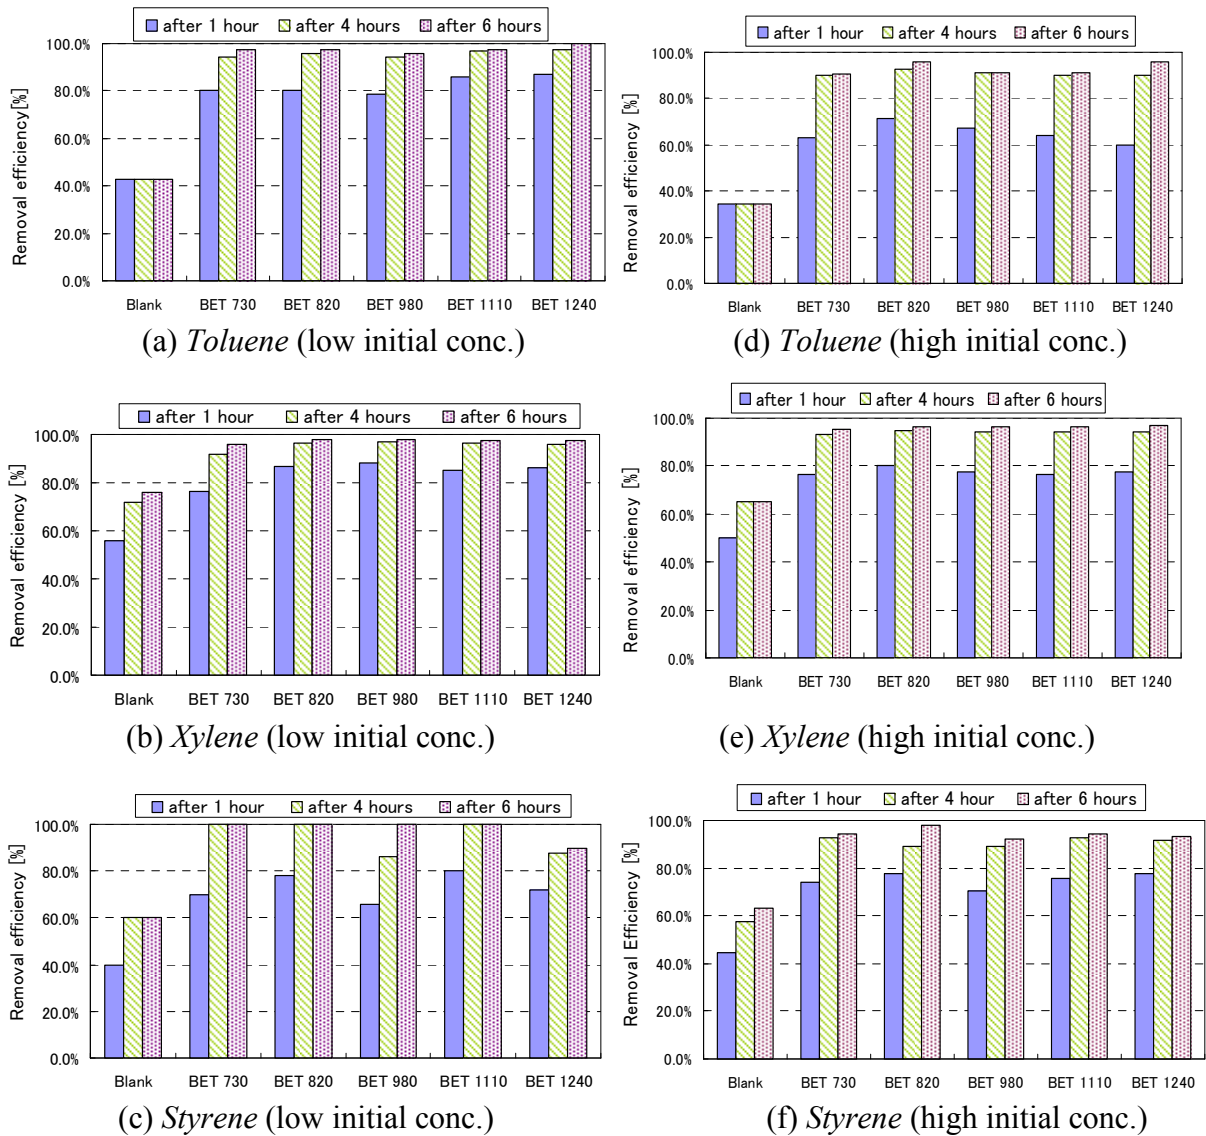 after 1 hour after 4 hours after 6 hours
Removal efficiency[%]
100.0%
80.0%
60.0%
40.0%
20.0%
0.0%
Blank BET 730 BET 820 BET 980 BET 1110 BET 1240
(a) Toluene (low initial conc.)
after 1 hour after 4 hours after 6 hours
Removal efficiency [%]
100.0%
80.0%
60.0%
40.0%
20.0%
0.0%
Blank BET 730 BET 820 BET 980 BET 1110 BET 1240
(d) Toluene (high initial conc.)
after 1 hour after 4 hours after 6 hours
Removal efficiency [%]
100.0%
80.0%
60.0%
40.0%
20.0%
0.0%
Blank BET 730 BET 820 BET 980 BET 1110 BET 1240
(b) Xylene (low initial conc.)
after 1 hour after 4 hours after 6 hours
Removal efficiency [%]
100.0%
80.0%
60.0%
40.0%
20.0%
0.0%
Blank BET 730 BET 820 BET 980 BET 1110 BET 1240
(e) Xylene (high initial conc.)
after 1 hour after 4 hours after 6 hours
Removal efficiency [%]
100.0%
80.0%
60.0%
40.0%
20.0%
0.0%
Blank BET 730 BET 820 BET 980 BET 1110 BET 1240
(c) Styrene (low initial conc.)
after 1 hour after 4 hour after 6 hours
Removal Efficiency [%]
100.0%
80.0%
60.0%
40.0%
20.0%
0.0%
Blank BET 730 BET 820 BET 980 BET 1110 BET 1240
(f) Styrene (high initial conc.)